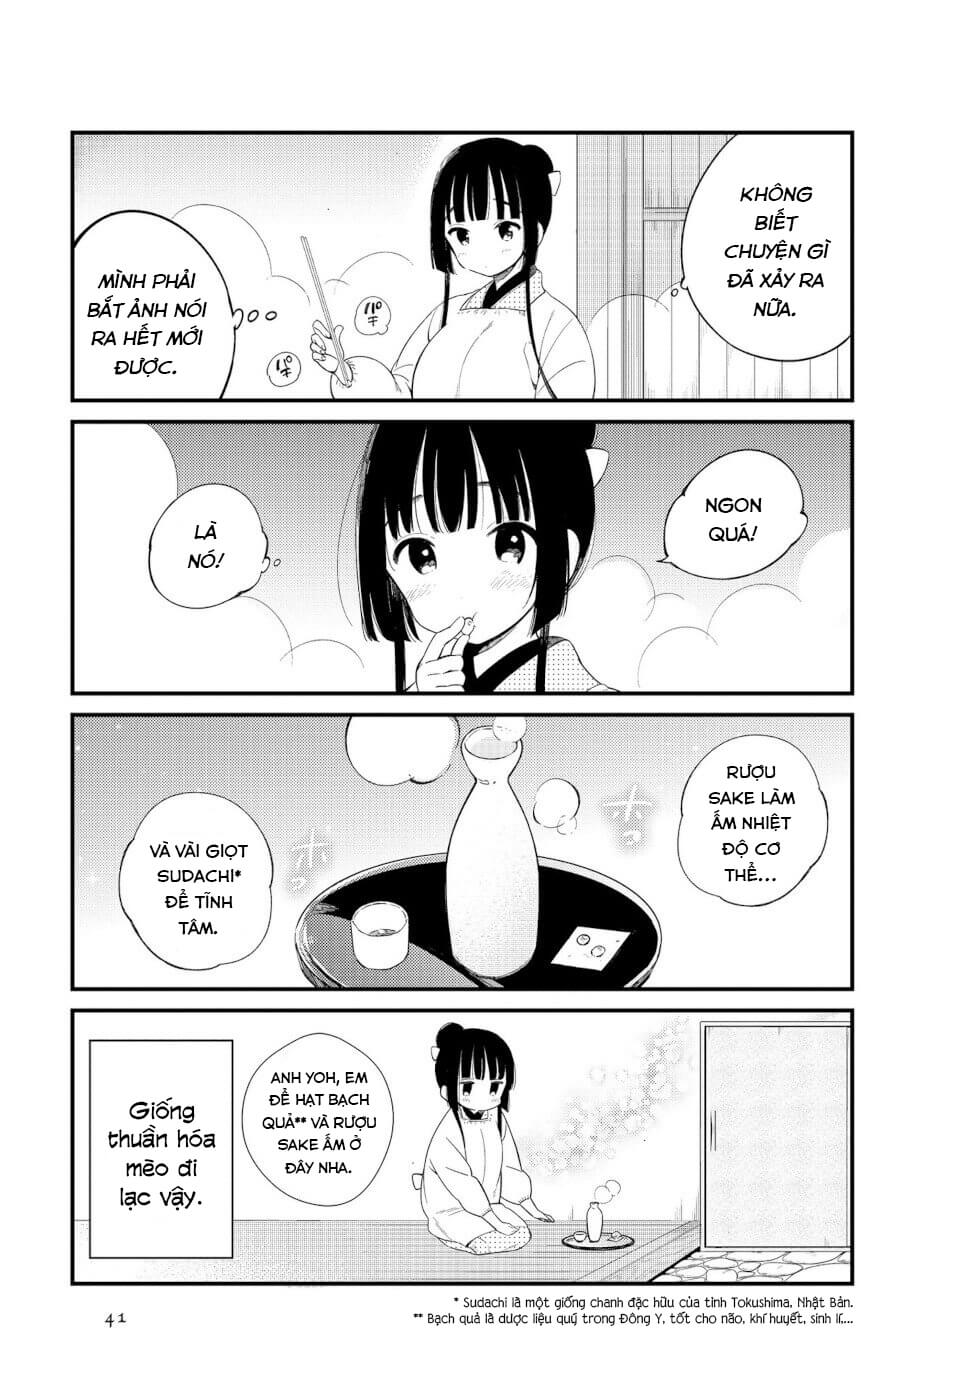 KHÔNG
BIẾT
CHUYỆN GÌ
ĐÃ XẢY RA
NỮA.
MÌNH PHẢI
BẮT ẢNH NÓI
RA HẾT MỚI
ĐƯỢC.
NGON
QUÁ!
LÀ
NÓ!
RƯỢU
SAKE LÀM
ẤM NHIỆT
ĐỘ CƠ
THỂ...
ホコ
VÀ VÀI GIỌT
SUDACHI*
ĐỂ TĨNH
TÂM.
ホコ
ANH YOH, EM
ĐỂ HẠT BẠCH
QUẢ** VÀ RƯỢU
SAKE ẤM Ở
ĐÂY NHA.
Giống
thuần hóa
mèo đi
lạc vậy.
* Sudachi là một giống chanh đặc hữu của tỉnh Tokushima, Nhật Bản.
** Bạch quả là dược liệu quý trong Đông Y, tốt cho não, khí huyết, sinh lí,...
41